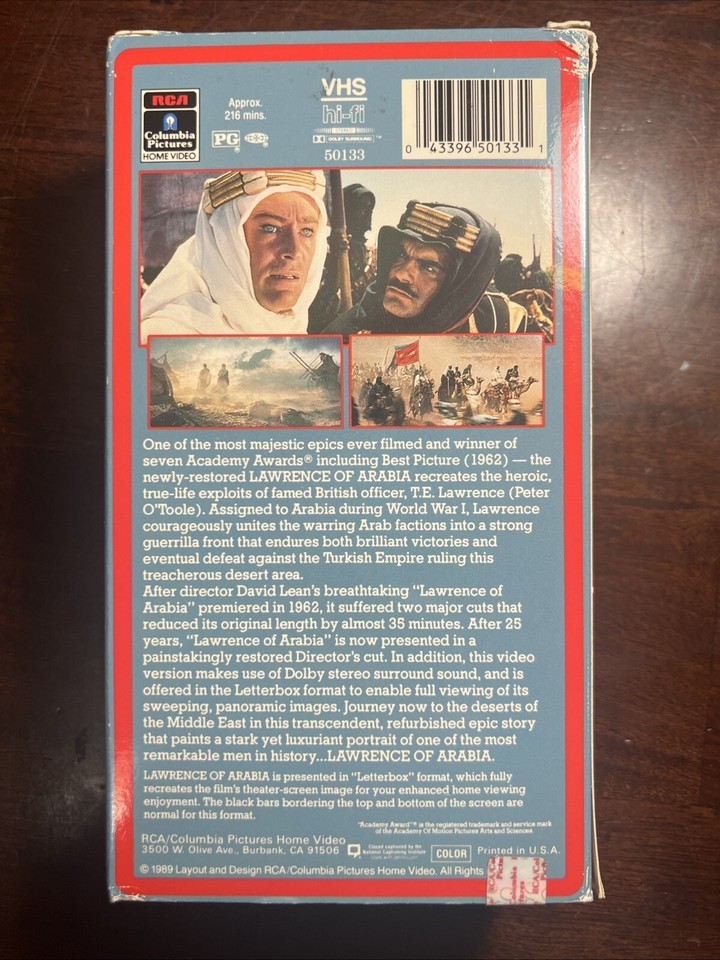 RCA
Columbia
Pictures
HOME VIDEO
Approx.
216 mins.
PG
VHS
hi-fi
STEREO
DOLBY SURROUND ™
50133
0 43396 50133 1
One of the most majestic epics ever filmed and winner of
seven Academy Awards® including Best Picture (1962) — the
newly-restored LAWRENCE OF ARABIA recreates the heroic,
true-life exploits of famed British officer, T.E. Lawrence (Peter
O'Toole). Assigned to Arabia during World War I, Lawrence
courageously unites the warring Arab factions into a strong
guerrilla front that endures both brilliant victories and
eventual defeat against the Turkish Empire ruling this
treacherous desert area.
After director David Lean's breathtaking "Lawrence of
Arabia" premiered in 1962, it suffered two major cuts that
reduced its original length by almost 35 minutes. After 25
years, "Lawrence of Arabia" is now presented in a
painstakingly restored Director's cut. In addition, this video
version makes use of Dolby stereo surround sound, and is
offered in the Letterbox format to enable full viewing of its
sweeping, panoramic images. Journey now to the deserts of
the Middle East in this transcendent, refurbished epic story
that paints a stark yet luxuriant portrait of one of the most
remarkable men in history...LAWRENCE OF ARABIA.
LAWRENCE OF ARABIA is presented in "Letterbox" format, which fully
recreates the film's theater-screen image for your enhanced home viewing
enjoyment. The black bars bordering the top and bottom of the screen are
normal for this format.
"Academy Award"® is the registered trademark and service mark
of the Academy Of Motion Pictures Arts and Sciences.
RCA/Columbia Pictures Home Video
3500 W. Olive Ave., Burbank, CA 91506
Closed captioned by the
National Captioning Institute
COLOR
Printed in U.S.A.
© 1989 Layout and Design RCA/Columbia Pictures Home Video. All Rights